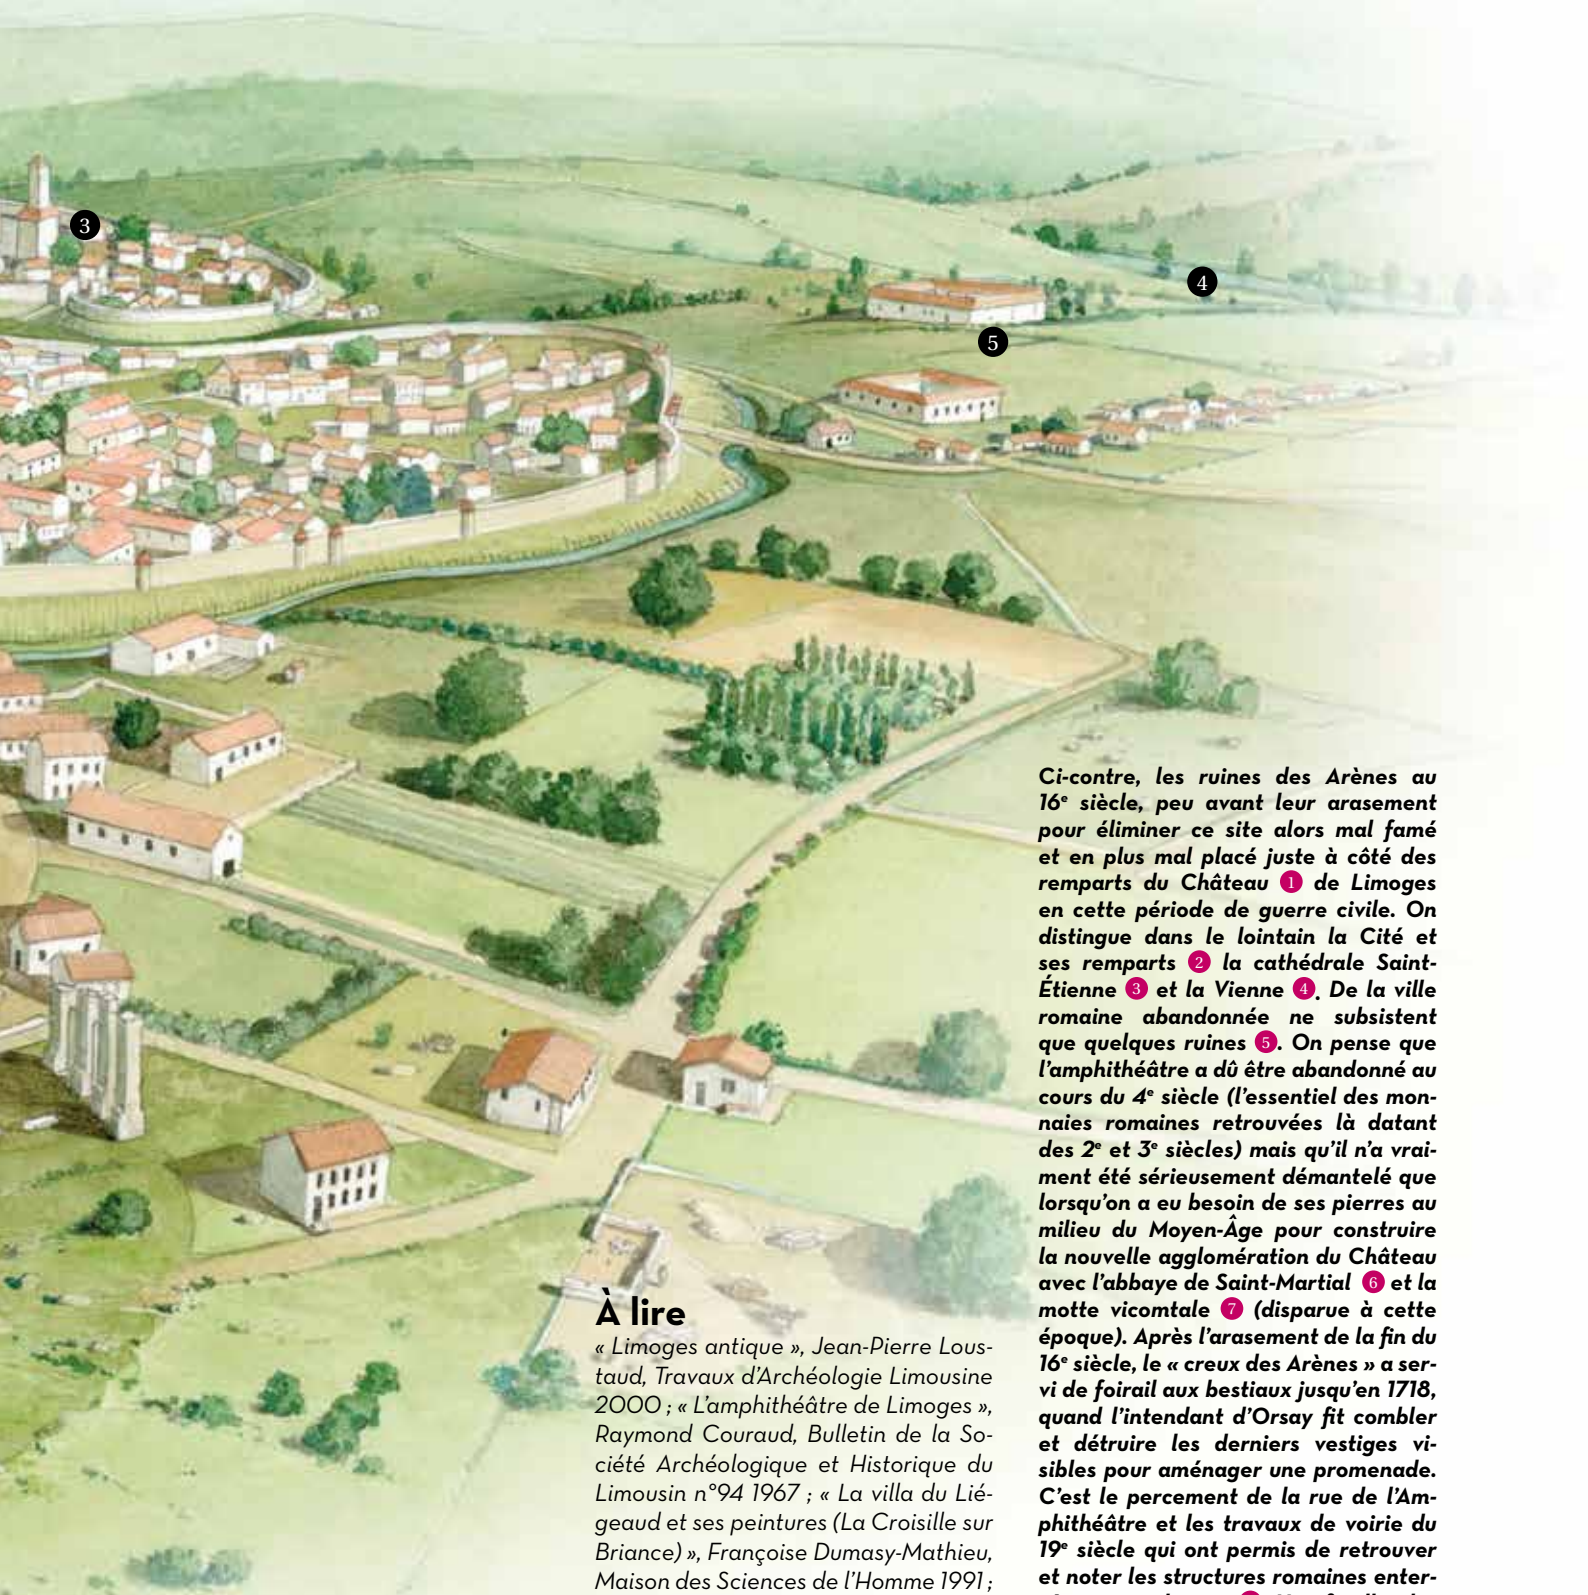 3
4
5
À lire
« Limoges antique », Jean-Pierre Lous-
taud, Travaux d’Archéologie Limousine
2000 ; « L’amphithéâtre de Limoges »,
Raymond Couraud, Bulletin de la So-
ciété Archéologique et Historique du
Limousin n°94 1967 ; « La villa du Lié-
geaud et ses peintures (La Croisille sur
Briance) », Françoise Dumasy-Mathieu,
Maison des Sciences de l’Homme 1991 ;
Ci-contre, les ruines des Arènes au
16e siècle, peu avant leur arasement
pour éliminer ce site alors mal famé
et en plus mal placé juste à côté des
remparts du Château 1 de Limoges
en cette période de guerre civile. On
distingue dans le lointain la Cité et
ses remparts 2 la cathédrale Saint-
Étienne 3 et la Vienne 4. De la ville
romaine abandonnée ne subsistent
que quelques ruines 5. On pense que
l’amphithéâtre a dû être abandonné au
cours du 4e siècle (l’essentiel des mon-
naies romaines retrouvées là datant
des 2e et 3e siècles) mais qu’il n’a vrai-
ment été sérieusement démantelé que
lorsqu’on a eu besoin de ses pierres au
milieu du Moyen-Âge pour construire
la nouvelle agglomération du Château
avec l’abbaye de Saint-Martial 6 et la
motte vicomtale 7 (disparue à cette
époque). Après l’arasement de la fin du
16e siècle, le « creux des Arènes » a ser-
vi de foirail aux bestiaux jusqu’en 1718,
quand l’intendant d’Orsay fit combler
et détruire les derniers vestiges vi-
sibles pour aménager une promenade.
C’est le percement de la rue de l’Am-
phithéâtre et les travaux de voirie du
19e siècle qui ont permis de retrouver
et noter les structures romaines enter-